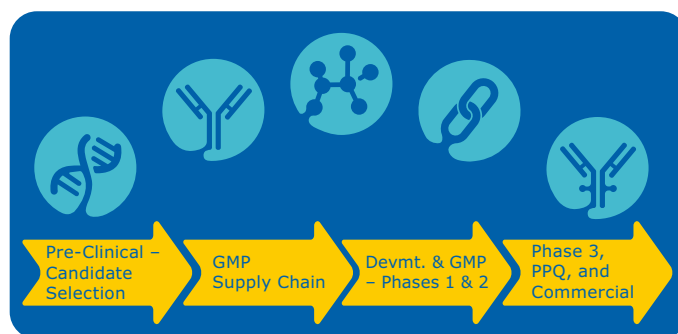 Pre-Clinical –
Candidate
Selection
GMP
Supply Chain
Devmt. & GMP
– Phases 1 & 2
Phase 3,
PPQ, and
Commercial